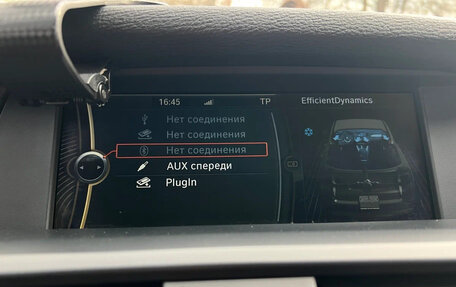 16:45
TP
EfficientDynamics
Нет соединения
Нет соединения
Нет соединения
AUX спереди
PlugIn